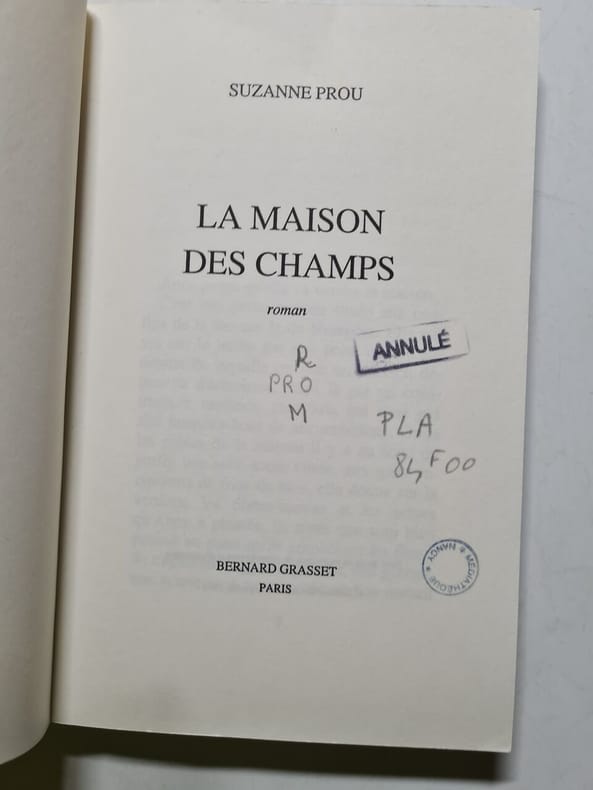 SUZANNE PROU
LA MAISON
DES CHAMPS
roman
R
PRO
M
ANNULÉ
PLA
84F00
BERNARD GRASSET
PARIS
MÉDIATHÈQUE * NANCY *